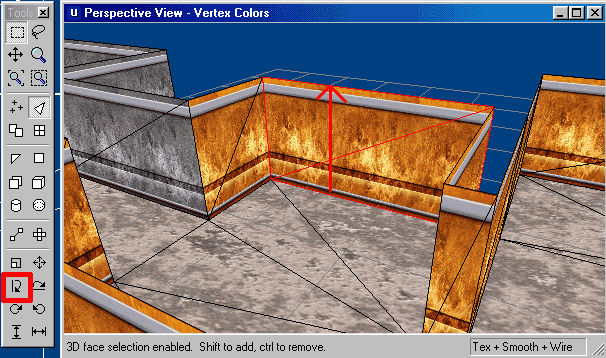 Tools
u Perspective View - Vertex Colors
3D face selection enabled. Shift to add, ctrl to remove.
Tex + Smooth + Wire